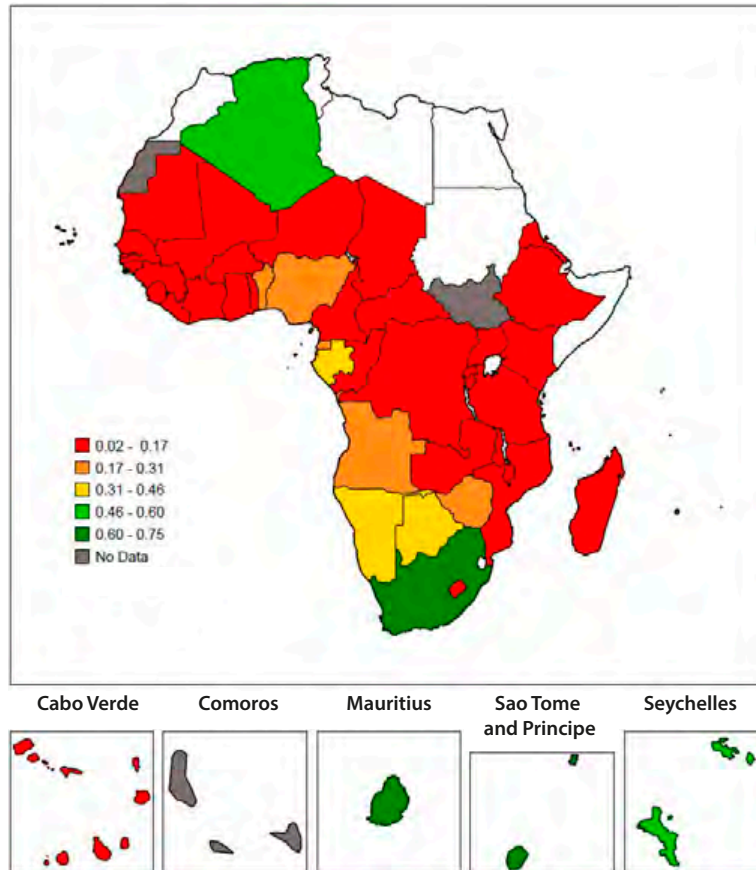 0.02 - 0.17
0.17 - 0.31
0.31 - 0.46
0.46 - 0.60
0.60 - 0.75
No Data
Cabo Verde
Comoros
Mauritius
Sao Tome
and Principe
Seychelles